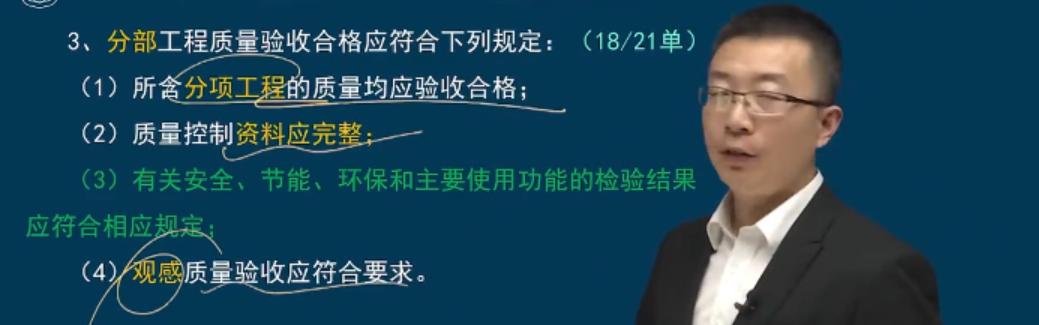 3、分部工程质量验收合格应符合下列规定：（18/21单）
（1）所含分项工程的质量均应验收合格；
（2）质量控制资料应完整；
（3）有关安全、节能、环保和主要使用功能的检验结果
应符合相应规定；
（4）观感质量验收应符合要求。